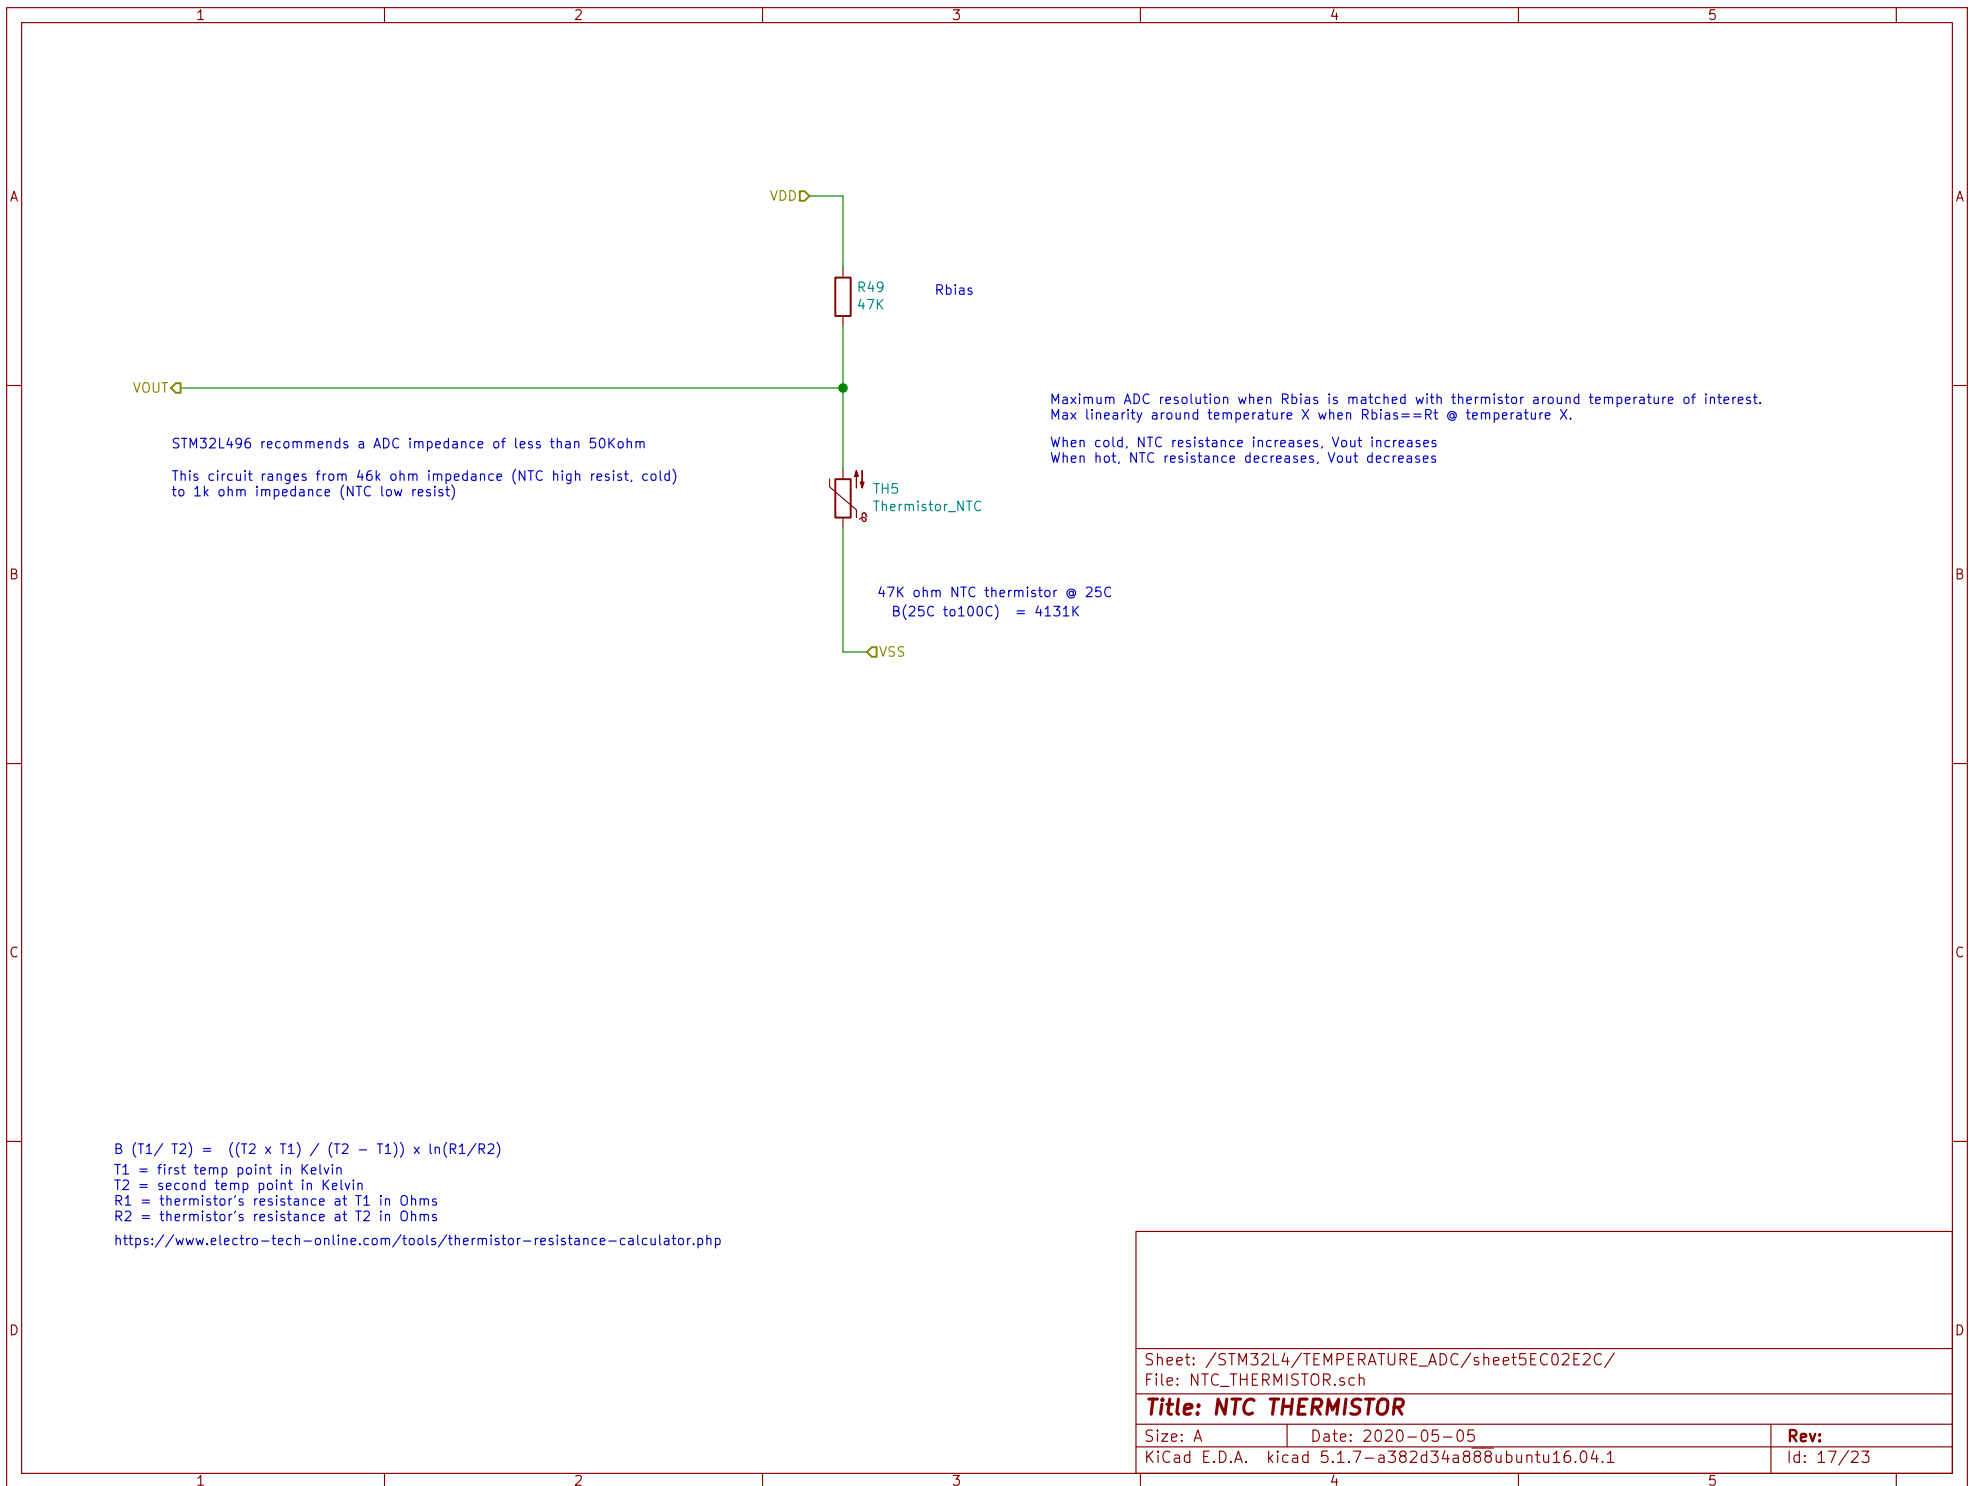 1 2 3 4 5
A A
VDD
R49
47K
Rbias
VOUT
Maximum ADC resolution when Rbias is matched with thermistor around temperature of interest.
Max linearity around temperature X when Rbias==Rt @ temperature X.
When cold, NTC resistance increases, Vout increases
When hot, NTC resistance decreases, Vout decreases
STM32L496 recommends a ADC impedance of less than 50Kohm
This circuit ranges from 46k ohm impedance (NTC high resist, cold)
to 1k ohm impedance (NTC low resist)
TH5
Thermistor_NTC
B B
47K ohm NTC thermistor @ 25C
B(25C to100C)  = 4131K
VSS
C C
B (T1/ T2) =  ((T2 x T1) / (T2 - T1)) x ln(R1/R2)
T1 = first temp point in Kelvin
T2 = second temp point in Kelvin
R1 = thermistor's resistance at T1 in Ohms
R2 = thermistor's resistance at T2 in Ohms
https://www.electro-tech-online.com/tools/thermistor-resistance-calculator.php
D D
Sheet: /STM32L4/TEMPERATURE_ADC/sheet5EC02E2C/
File: NTC_THERMISTOR.sch
Title: NTC THERMISTOR
Size: A Date: 2020-05-05 Rev:
KiCad E.D.A.  kicad 5.1.7-a382d34a888ubuntu16.04.1 Id: 17/23
1 2 3 4 5